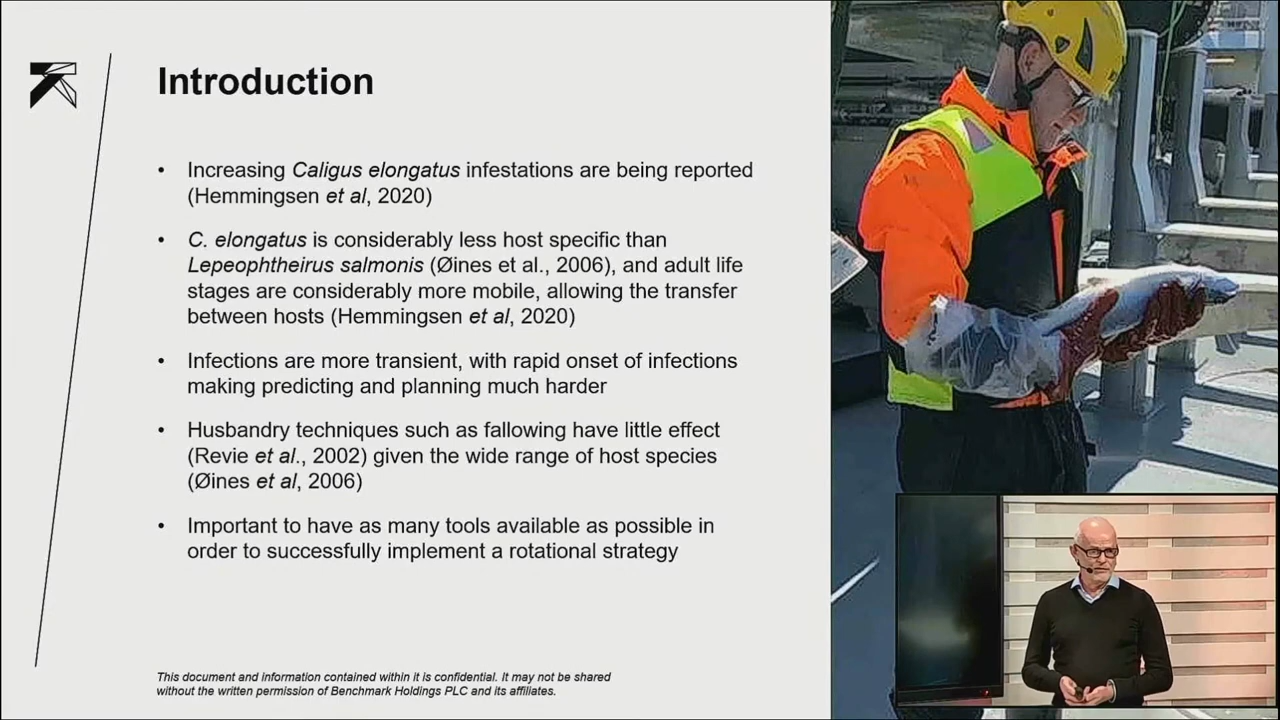 Introduction
• Increasing Caligus elongatus infestations are being reported
(Hemmingsen et al, 2020)
• C. elongatus is considerably less host specific than
Lepeophtheirus salmonis (Øines et al., 2006), and adult life
stages are considerably more mobile, allowing the transfer
between hosts (Hemmingsen et al, 2020)
• Infections are more transient, with rapid onset of infections
making predicting and planning much harder
• Husbandry techniques such as fallowing have little effect
(Revie et al., 2002) given the wide range of host species
(Øines et al, 2006)
• Important to have as many tools available as possible in
order to successfully implement a rotational strategy
This document and information contained within it is confidential. It may not be shared
without the written permission of Benchmark Holdings PLC and its affiliates.